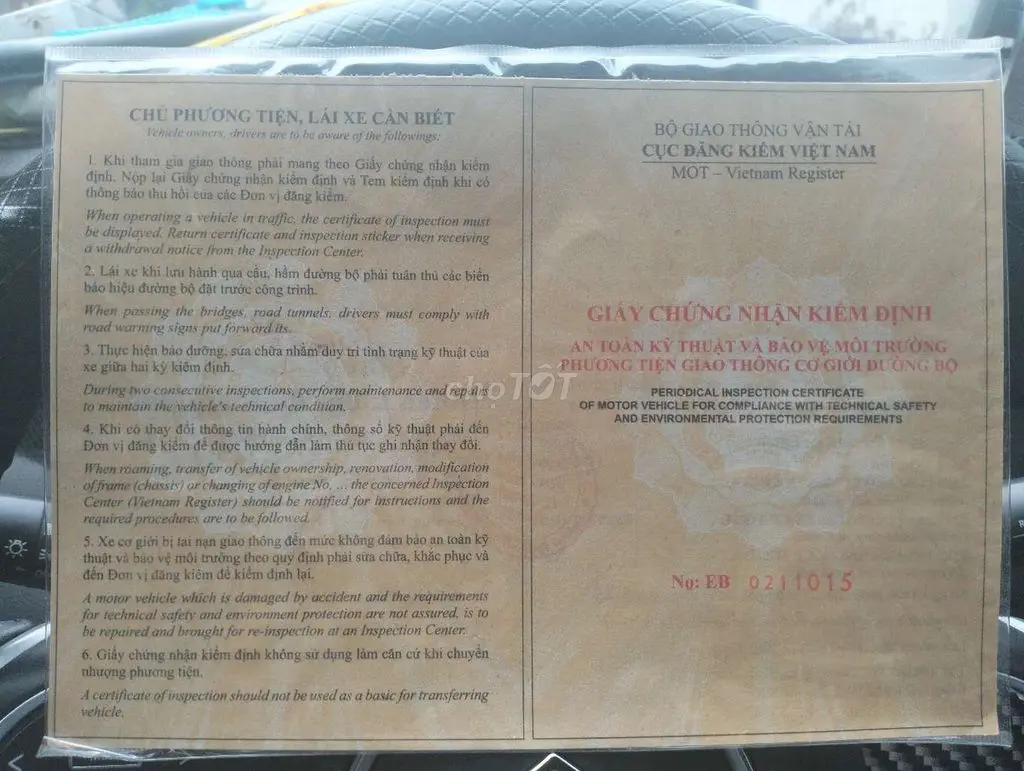 CHỦ PHƯƠNG TIỆN, LÁI XE CẦN BIẾT
Vehicle owners, drivers are to be aware of the followings:
1. Khi tham gia giao thông phải mang theo Giấy chứng nhận kiểm
định. Nộp lại Giấy chứng nhận kiểm định và Tem kiểm định khi có
thông báo thu hồi của các Đơn vị đăng kiểm.
When operating a vehicle in traffic, the certificate of inspection must
be displayed. Return certificate and inspection sticker when receiving
a withdrawal notice from the Inspection Center.
2. Lái xe khi lưu hành qua cầu, hầm đường bộ phải tuân thủ các biển
báo hiệu đường bộ đặt trước công trình.
When passing the bridges, road tunnels, drivers must comply with
road warning signs put forward its.
3. Thực hiện bảo dưỡng, sửa chữa nhằm duy trì tình trạng kỹ thuật của
xe giữa hai kỳ kiểm định.
During two consecutive inspections, perform maintenance and repairs
to maintain the vehicle's technical condition.
4. Khi có thay đổi thông tin hành chính, thông số kỹ thuật phải đến
Đơn vị đăng kiểm để được hướng dẫn làm thủ tục ghi nhận thay đổi.
When roaming, transfer of vehicle ownership, renovation, modification
of frame (chassis) or changing of engine No, ... the concerned Inspection
Center (Vietnam Register) should be notified for instructions and the
required procedures are to be followed.
5. Xe cơ giới bị tai nạn giao thông đến mức không đảm bảo an toàn kỹ
thuật và bảo vệ môi trường theo quy định phải sửa chữa, khắc phục và
đến Đơn vị đăng kiểm để kiểm định lại.
A motor vehicle which is damaged by accident and the requirements
for technical safety and environment protection are not assured, is to
be repaired and brought for re-inspection at an Inspection Center.
6. Giấy chứng nhận kiểm định không sử dụng làm căn cứ khi chuyển
nhượng phương tiện.
A certificate of inspection should not be used as a basic for transferring
vehicle.
BỘ GIAO THÔNG VẬN TẢI
CỤC ĐĂNG KIỂM VIỆT NAM
MOT – Vietnam Register
GIẤY CHỨNG NHẬN KIỂM ĐỊNH
AN TOÀN KỸ THUẬT VÀ BẢO VỆ MÔI TRƯỜNG
PHƯƠNG TIỆN GIAO THÔNG CƠ GIỚI ĐƯỜNG BỘ
PERIODICAL INSPECTION CERTIFICATE
OF MOTOR VEHICLE FOR COMPLIANCE WITH TECHNICAL SAFETY
AND ENVIRONMENTAL PROTECTION REQUIREMENTS
No: EB 0211015
chợTỐT